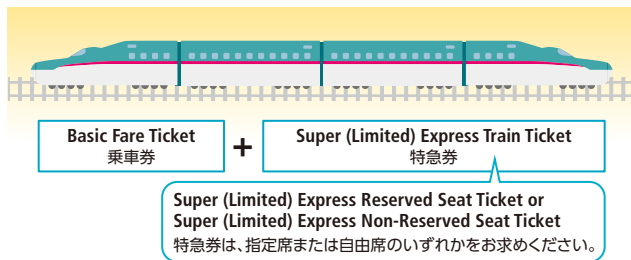 Basic Fare Ticket
乗車券
+
Super (Limited) Express Train Ticket
特急券
Super (Limited) Express Reserved Seat Ticket or
Super (Limited) Express Non-Reserved Seat Ticket
特急券は、指定席または自由席のいずれかをお求めください。